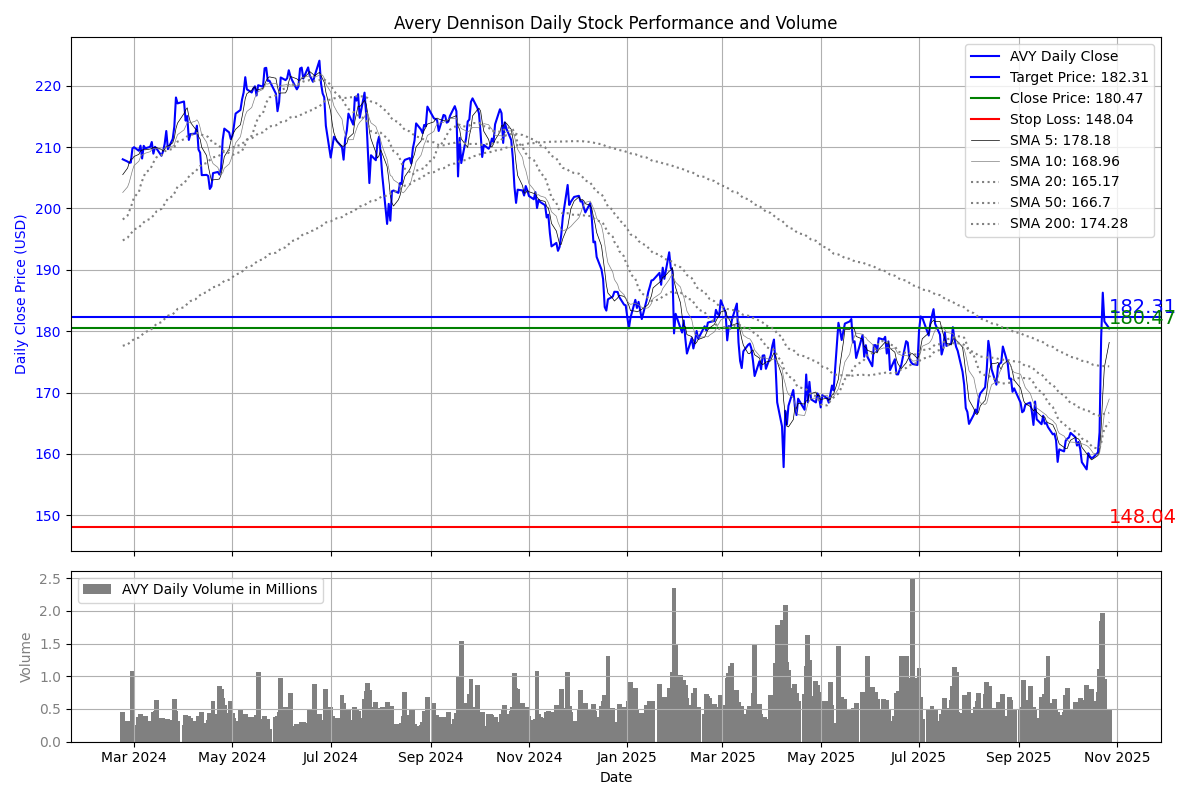 Avery Dennison Daily Stock Performance and Volume
Daily Close Price (USD)
220
210
200
190
180
170
160
150
AVY Daily Close
Target Price: 182.31
Close Price: 180.47
Stop Loss: 148.04
SMA 5: 178.18
SMA 10: 168.96
SMA 20: 165.17
SMA 50: 166.7
SMA 200: 174.28
182.31
180.47
148.04
Volume
2.5
2.0
1.5
1.0
0.5
0.0
AVY Daily Volume in Millions
Mar 2024 May 2024 Jul 2024 Sep 2024 Nov 2024 Jan 2025 Mar 2025 May 2025 Jul 2025 Sep 2025 Nov 2025
Date